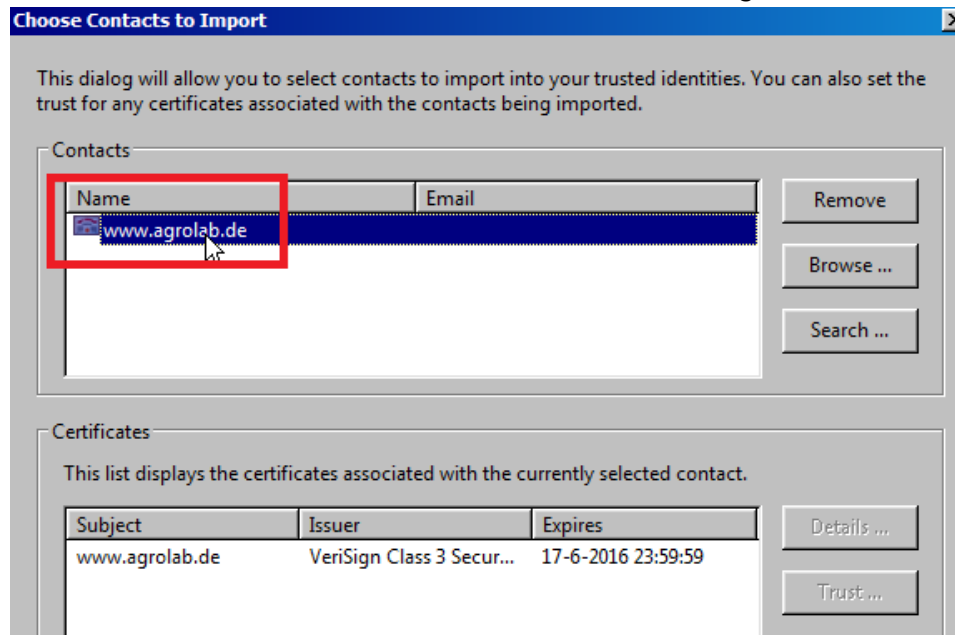 Choose Contacts to Import
This dialog will allow you to select contacts to import into your trusted identities. You can also set the
trust for any certificates associated with the contacts being imported.
Contacts
Name Email
www.agrolab.de
Remove
Browse ...
Search ...
Certificates
This list displays the certificates associated with the currently selected contact.
Subject Issuer Expires
www.agrolab.de VeriSign Class 3 Secur... 17-6-2016 23:59:59
Details ...
Trust ...